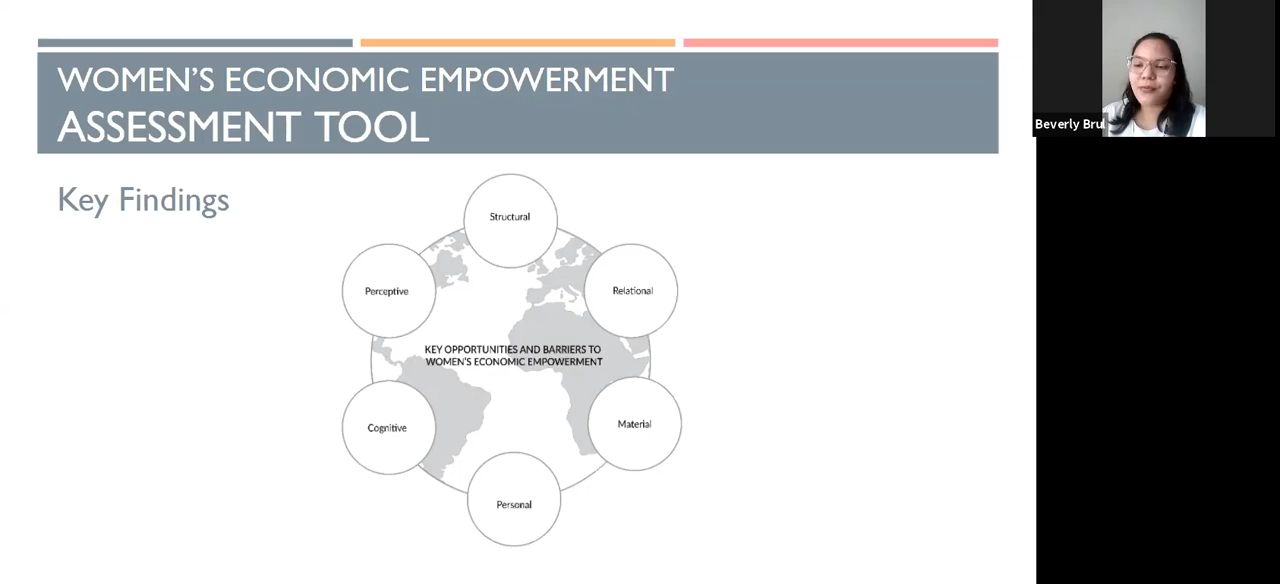 WOMEN'S ECONOMIC EMPOWERMENT
ASSESSMENT TOOL
Key Findings
Structural
Perceptive
Relational
KEY OPPORTUNITIES AND BARRIERS TO
WOMEN'S ECONOMIC EMPOWERMENT
Cognitive
Material
Personal
Beverly